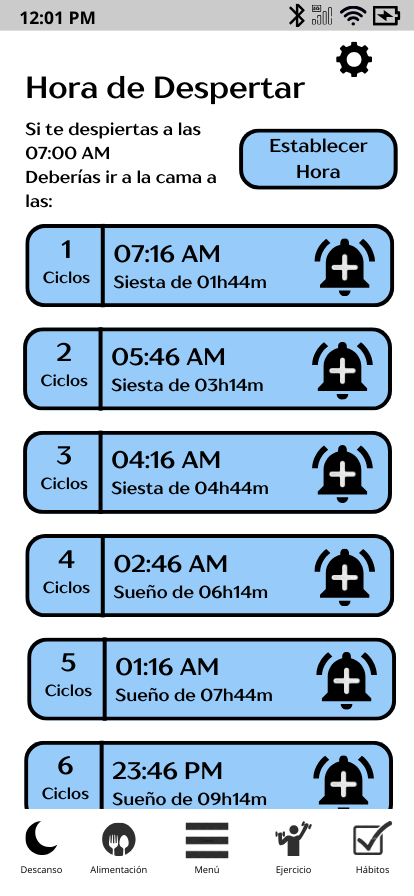 12:01 PM
Hora de Despertar
Si te despiertas a las
07:00 AM
Deberías ir a la cama a
las:
Establecer
Hora
1
Ciclos
07:16 AM
Siesta de 01h44m
2
Ciclos
05:46 AM
Siesta de 03h14m
3
Ciclos
04:16 AM
Siesta de 04h44m
4
Ciclos
02:46 AM
Sueño de 06h14m
5
Ciclos
01:16 AM
Sueño de 07h44m
6
Ciclos
23:46 PM
Sueño de 09h14m
Descanso
Alimentación
Menú
Ejercicio
Hábitos